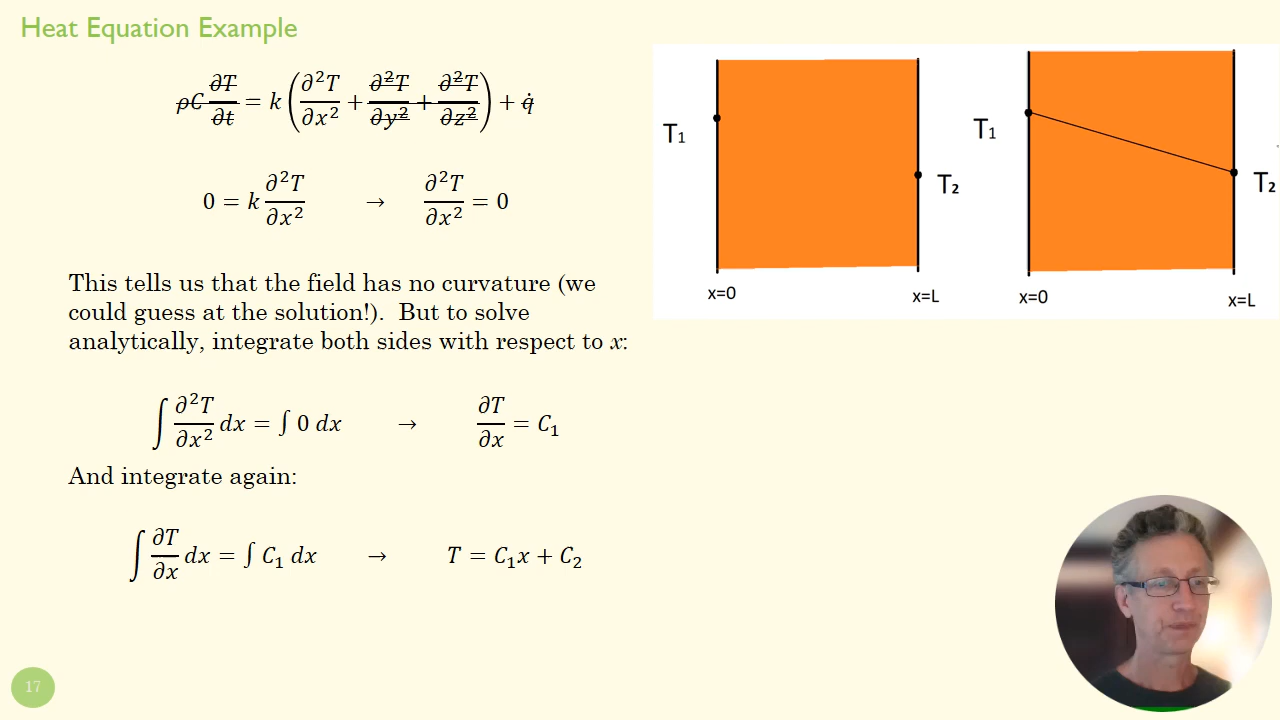 Heat Equation Example
ρC ∂T/∂t = k(∂²T/∂x² + ∂²T/∂y² + ∂²T/∂z²) + q̇
0 = k ∂²T/∂x² → ∂²T/∂x² = 0
This tells us that the field has no curvature (we
could guess at the solution!). But to solve
analytically, integrate both sides with respect to x:
∫ ∂²T/∂x² dx = ∫ 0 dx → ∂T/∂x = C₁
And integrate again:
∫ ∂T/∂x dx = ∫ C₁ dx → T = C₁x + C₂
17
T₁
T₂
x=0
x=L
T₁
T₂
x=0
x=L